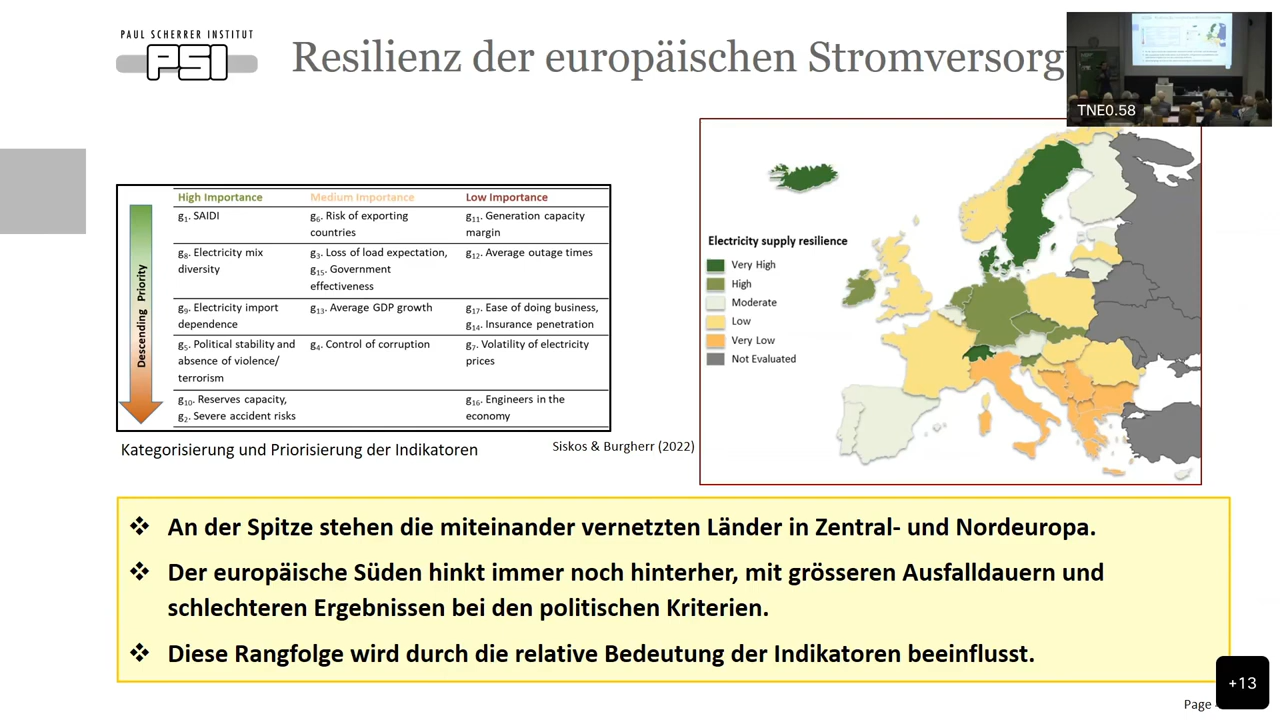 PAUL SCHERRER INSTITUT
PSI
Resilienz der europäischen Stromversorg
TNE0.58
Descending Priority
High Importance Medium Importance Low Importance
g1. SAIDI
g6. Risk of exporting
countries
g11. Generation capacity
margin
g8. Electricity mix
diversity
g3. Loss of load expectation,
g15. Government
effectiveness
g12. Average outage times
g9. Electricity import
dependence
g13. Average GDP growth
g17. Ease of doing business,
g14. Insurance penetration
g5. Political stability and
absence of violence/
terrorism
g4. Control of corruption
g7. Volatility of electricity
prices
g10. Reserves capacity,
g2. Severe accident risks
g16. Engineers in the
economy
Kategorisierung und Priorisierung der Indikatoren
Siskos & Burgherr (2022)
Electricity supply resilience
Very High
High
Moderate
Low
Very Low
Not Evaluated
❖ An der Spitze stehen die miteinander vernetzten Länder in Zentral- und Nordeuropa.
❖ Der europäische Süden hinkt immer noch hinterher, mit grösseren Ausfalldauern und
schlechteren Ergebnissen bei den politischen Kriterien.
❖ Diese Rangfolge wird durch die relative Bedeutung der Indikatoren beeinflusst.
+13
Page